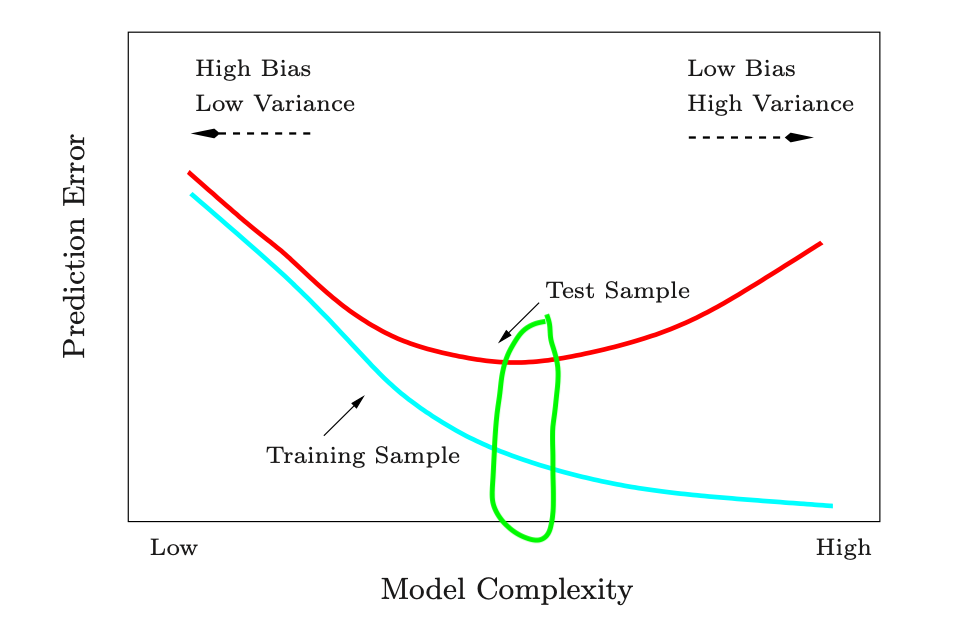 High Bias
Low Variance
Low Bias
High Variance
Prediction Error
Test Sample
Training Sample
Low
High
Model Complexity